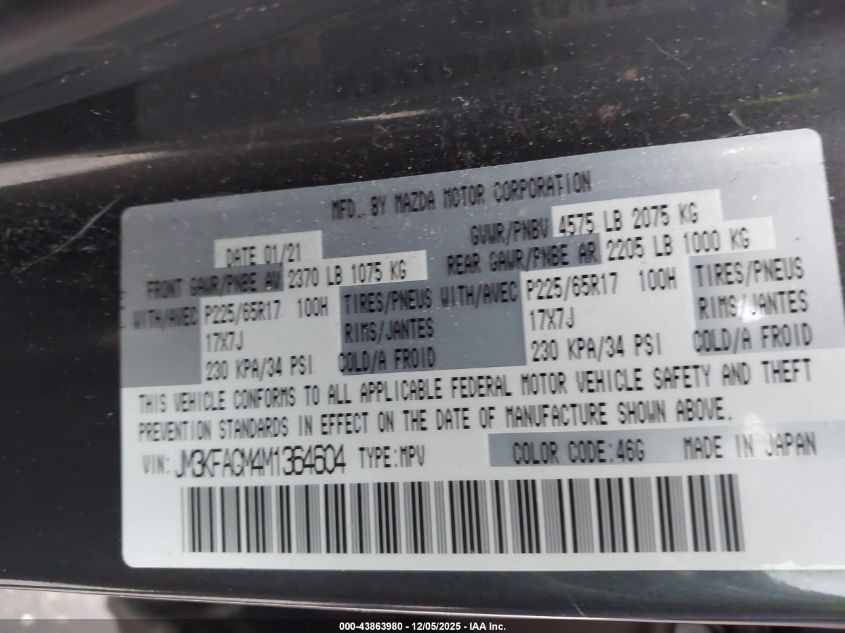 MFD. BY MAZDA MOTOR CORPORATION
DATE 01/21 GVWR/PNBV 4575 LB 2075 KG
FRONT GAWR/PNBE AV 2370 LB 1075 KG REAR GAWR/PNBE AR 2205 LB 1000 KG
WITH/AVEC P225/65R17 100H TIRES/PNEUS WITH/AVEC P225/65R17 100H TIRES/PNEUS
17X7J RIMS/JANTES 17X7J RIMS/JANTES
230 KPA/34 PSI COLD/A FROID 230 KPA/34 PSI COLD/A FROID
THIS VEHICLE CONFORMS TO ALL APPLICABLE FEDERAL MOTOR VEHICLE SAFETY AND THEFT
PREVENTION STANDARDS IN EFFECT ON THE DATE OF MANUFACTURE SHOWN ABOVE.
VIN: JM3KFACM4M1364604 TYPE:MPV COLOR CODE:46G MADE IN JAPAN
000-43863980 - 12/05/2025 - IAA Inc.